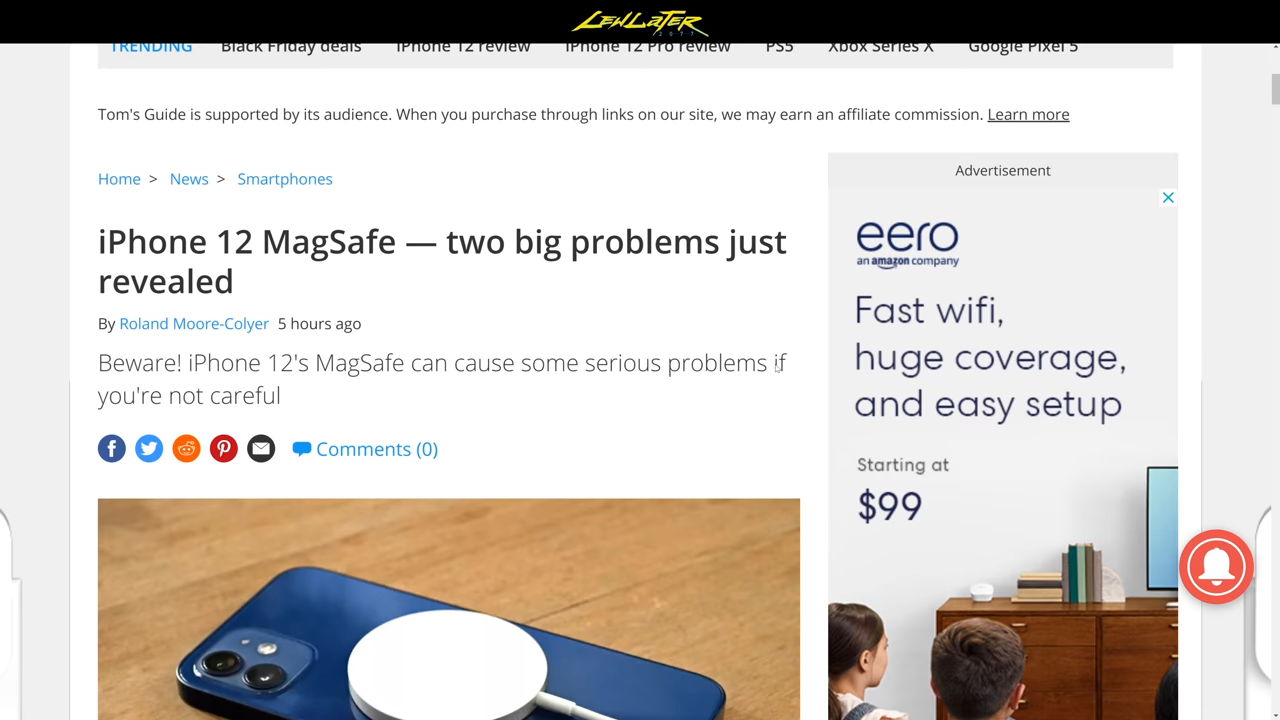 LEWLATER
2077
TRENDING Black Friday deals iPhone 12 review iPhone 12 Pro review PS5 Xbox Series X Google Pixel 5
Tom's Guide is supported by its audience. When you purchase through links on our site, we may earn an affiliate commission. Learn more
Home > News > Smartphones
iPhone 12 MagSafe — two big problems just
revealed
By Roland Moore-Colyer 5 hours ago
Beware! iPhone 12's MagSafe can cause some serious problems if
you're not careful
Comments (0)
Advertisement
eero
an amazon company
Fast wifi,
huge coverage,
and easy setup
Starting at
$99